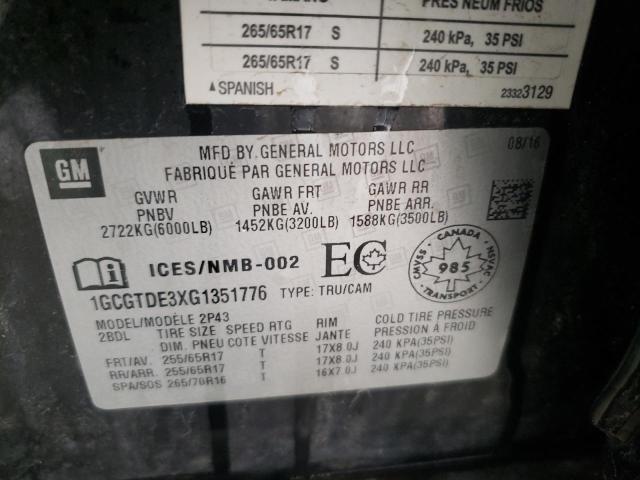 PRES NEUM FRIOS
265/65R17 S 240 kPa, 35 PSI
265/65R17 S 240 kPa, 35 PSI
▲SPANISH 23323129
GM
MFD BY GENERAL MOTORS LLC 08/16
FABRIQUÉ PAR GENERAL MOTORS LLC
GVWR GAWR FRT GAWR RR
PNBV PNBE AV. PNBE ARR.
2722KG(6000LB) 1452KG(3200LB) 1588KG(3500LB)
i ICES/NMB-002 EC
CANADA
CMVSS 985 NSVAC
TRANSPORT
1GCGTDE3XG1351776 TYPE: TRU/CAM
MODEL/MODÈLE 2P43 COLD TIRE PRESSURE
2BDL TIRE SIZE SPEED RTG RIM PRESSION À FROID
DIM. PNEU COTE VITESSE JANTE
FRT/AV. 255/65R17 T 17X8.0J 240 KPA(35PSI)
RR/ARR. 255/65R17 T 17X8.0J 240 KPA(35PSI)
SPA/SOS 265/70R16 T 16X7.0J 240 KPA(35PSI)